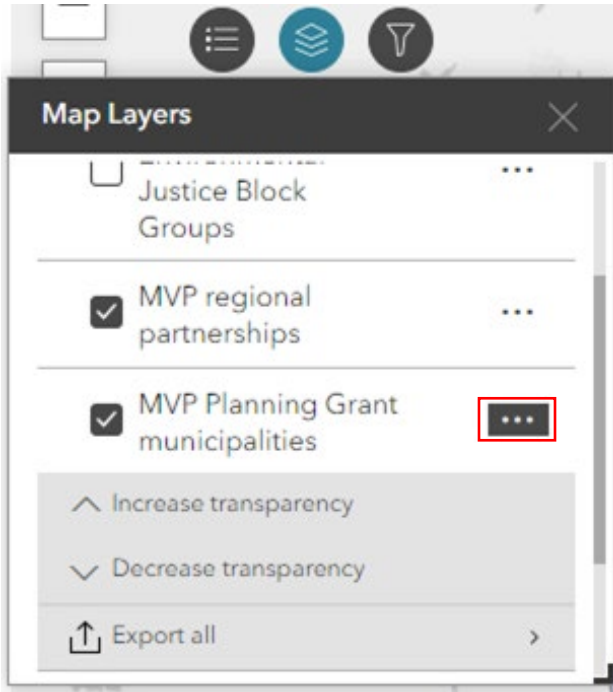 Map Layers
Justice Block
Groups
MVP regional
partnerships
MVP Planning Grant
municipalities
Increase transparency
Decrease transparency
Export all